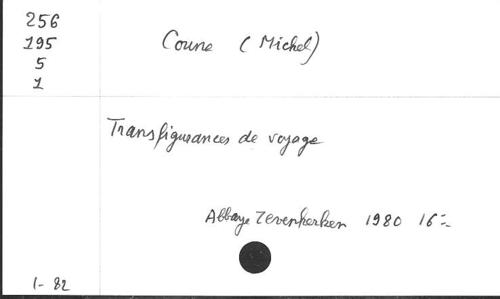 256
195
5
1
Coune (Michel)
Transfigurances de voyage
Abbaye Zevenkerken 1980 16 =
1-82